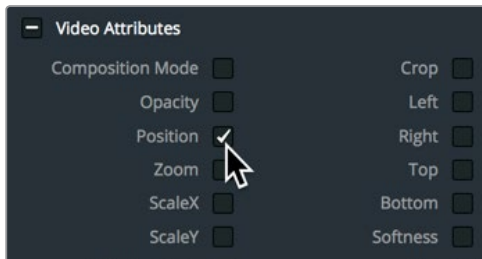 Video Attributes
Composition Mode Crop
Opacity Left
Position Right
Zoom Top
ScaleX Bottom
ScaleY Softness